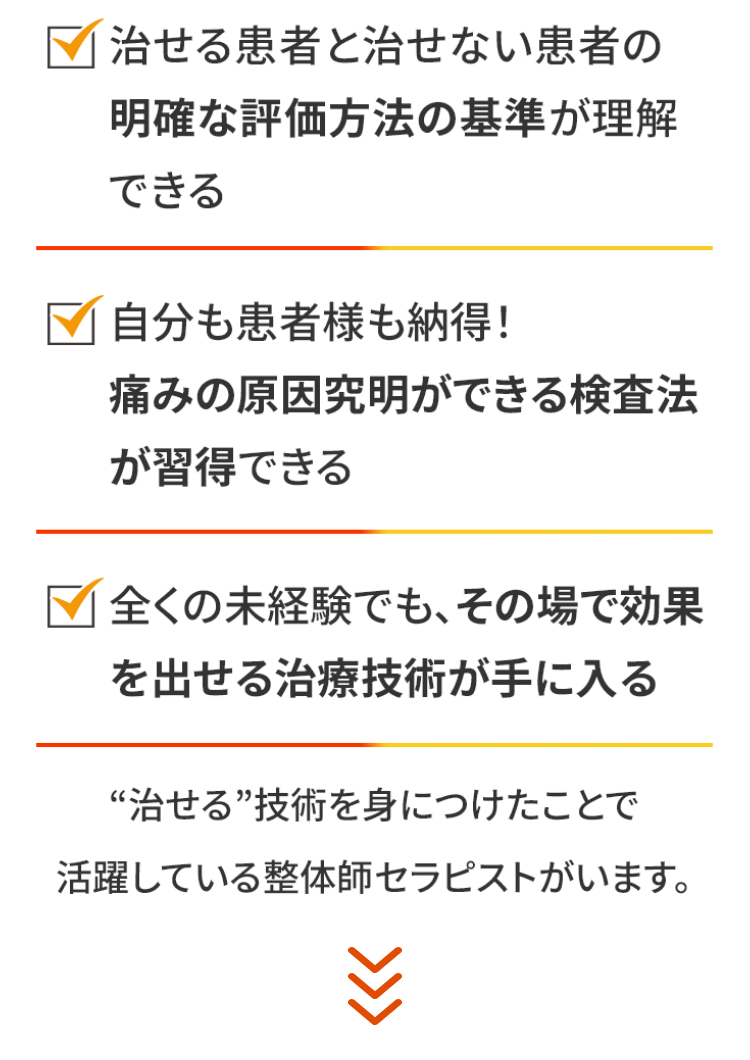 治せる患者と治せない患者の
明確な評価方法の基準が理解
できる
自分も患者様も納得！
痛みの原因究明ができる検査法
が習得できる
全くの未経験でも、その場で効果
を出せる治療技術が手に入る
“治せる”技術を身につけたことで
活躍している整体師セラピストがいます。